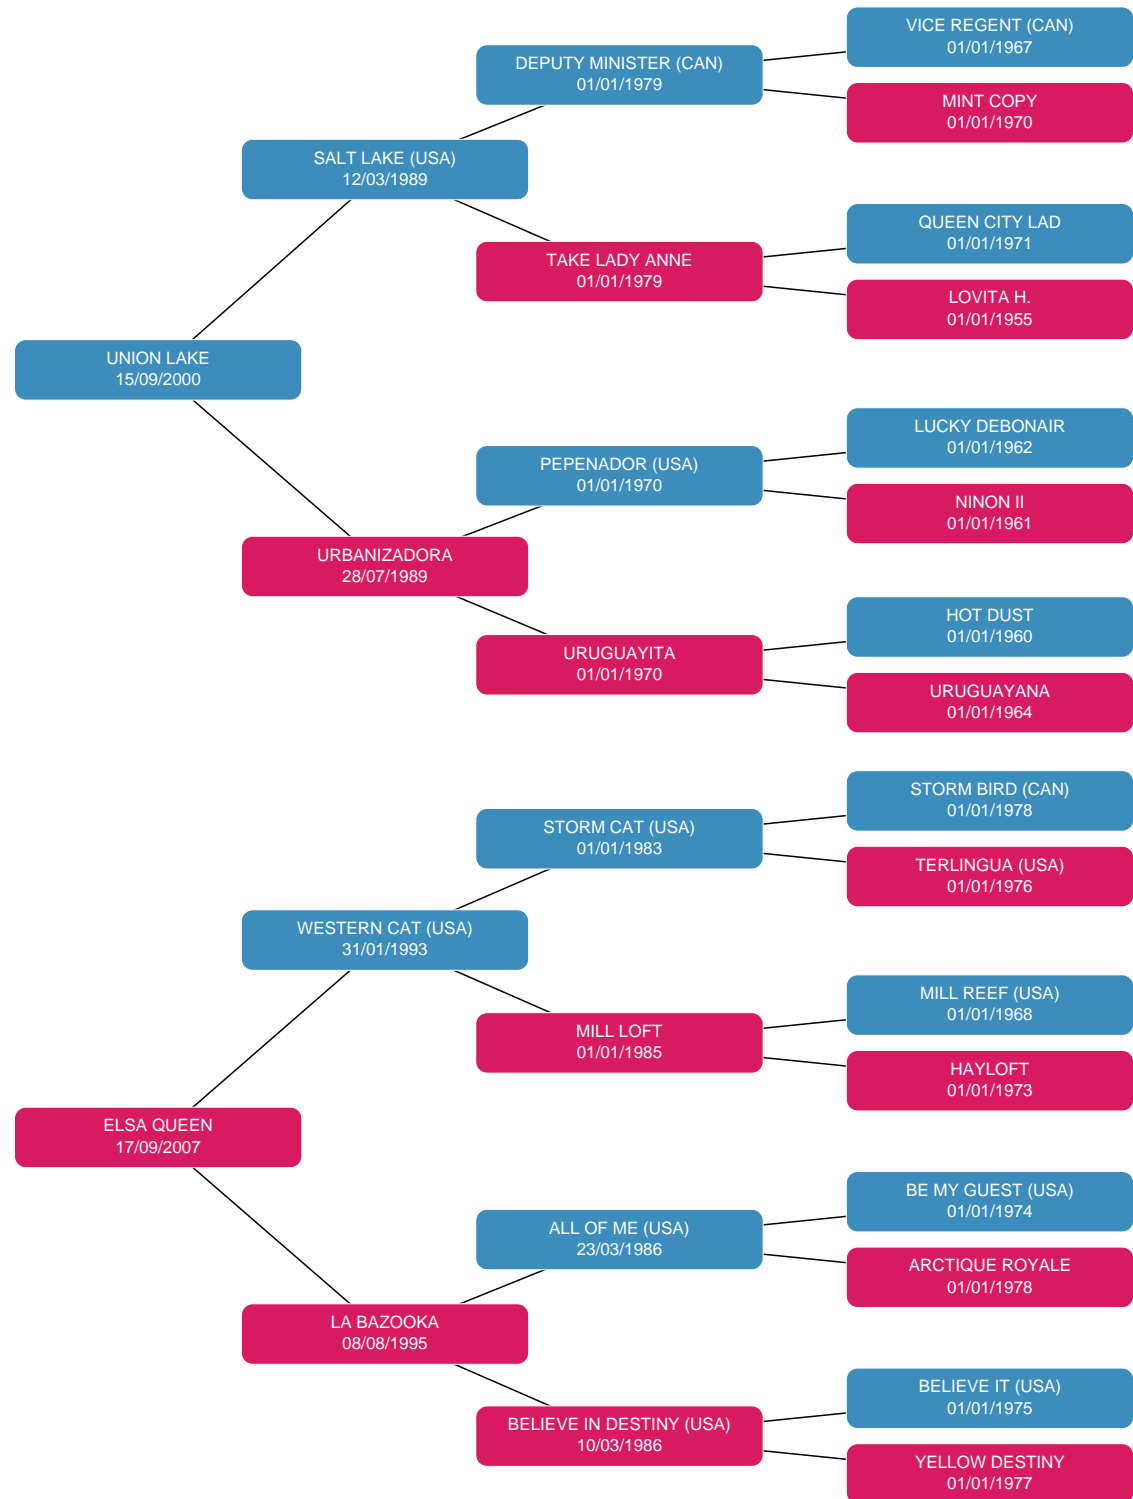 VICE REGENT (CAN)
01/01/1967
DEPUTY MINISTER (CAN)
01/01/1979
MINT COPY
01/01/1970
SALT LAKE (USA)
12/03/1989
QUEEN CITY LAD
01/01/1971
TAKE LADY ANNE
01/01/1979
LOVITA H.
01/01/1955
UNION LAKE
15/09/2000
LUCKY DEBONAIR
01/01/1962
PEPENADOR (USA)
01/01/1970
NINON II
01/01/1961
URBANIZADORA
28/07/1989
HOT DUST
01/01/1960
URUGUAYITA
01/01/1970
URUGUAYANA
01/01/1964
STORM BIRD (CAN)
01/01/1978
STORM CAT (USA)
01/01/1983
TERLINGUA (USA)
01/01/1976
WESTERN CAT (USA)
31/01/1993
MILL REEF (USA)
01/01/1968
MILL LOFT
01/01/1985
HAYLOFT
01/01/1973
ELSA QUEEN
17/09/2007
BE MY GUEST (USA)
01/01/1974
ALL OF ME (USA)
23/03/1986
ARCTIQUE ROYALE
01/01/1978
LA BAZOOKA
08/08/1995
BELIEVE IT (USA)
01/01/1975
BELIEVE IN DESTINY (USA)
10/03/1986
YELLOW DESTINY
01/01/1977